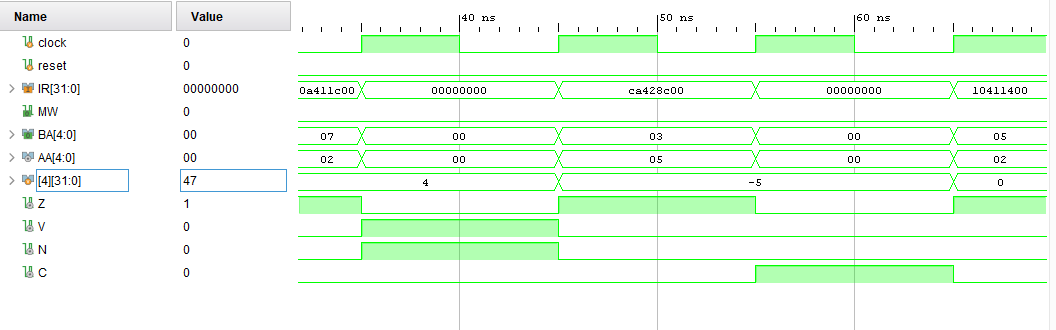 Name Value 40 ns 50 ns 60 ns
clock 0
reset 0
IR[31:0] 00000000 0a411c00 00000000 ca428c00 00000000 10411400
MW 0
BA[4:0] 00 07 00 03 00 05
AA[4:0] 00 02 00 05 00 02
[4][31:0] 47 4 -5 0
Z 1
V 0
N 0
C 0